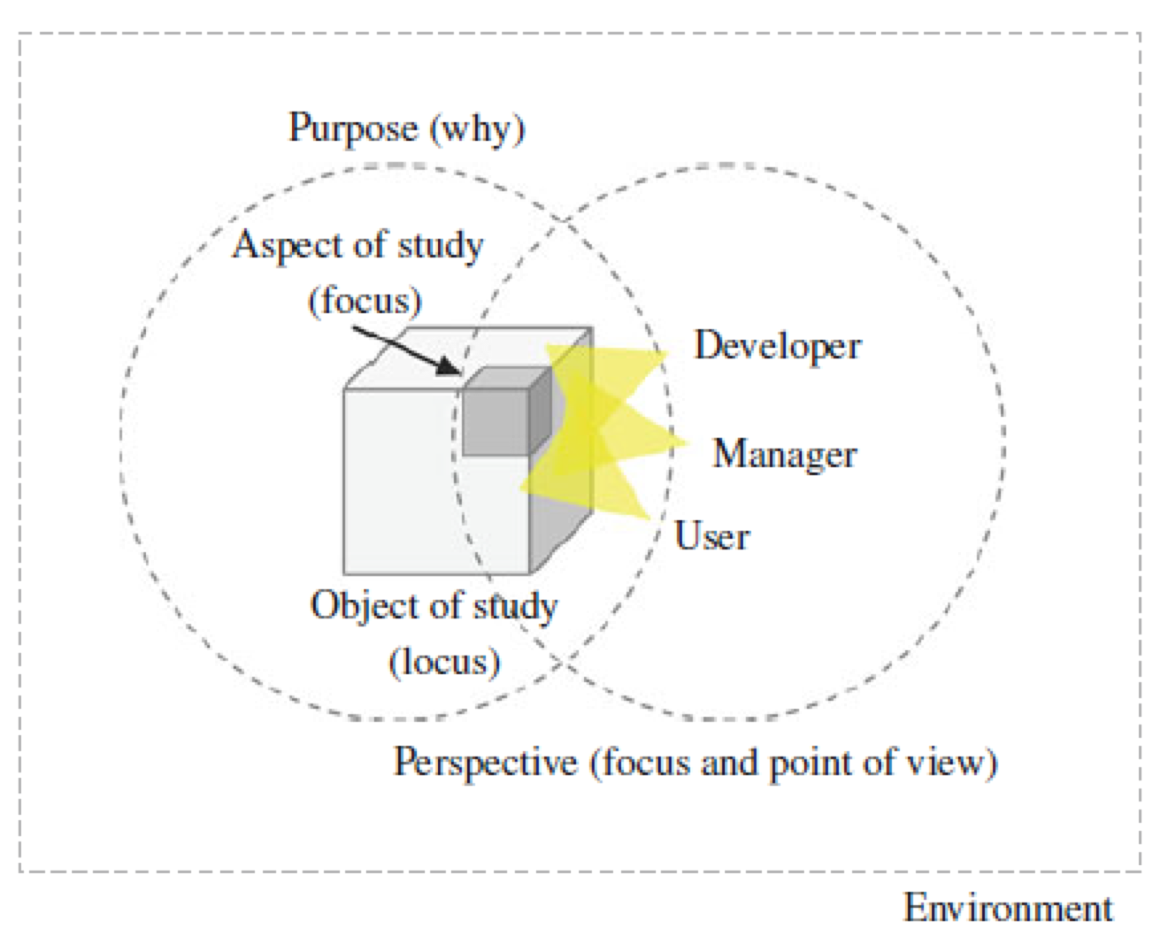 Purpose (why)
Aspect of study
(focus)
Developer
Manager
User
Object of study
(locus)
Perspective (focus and point of view)
Environment